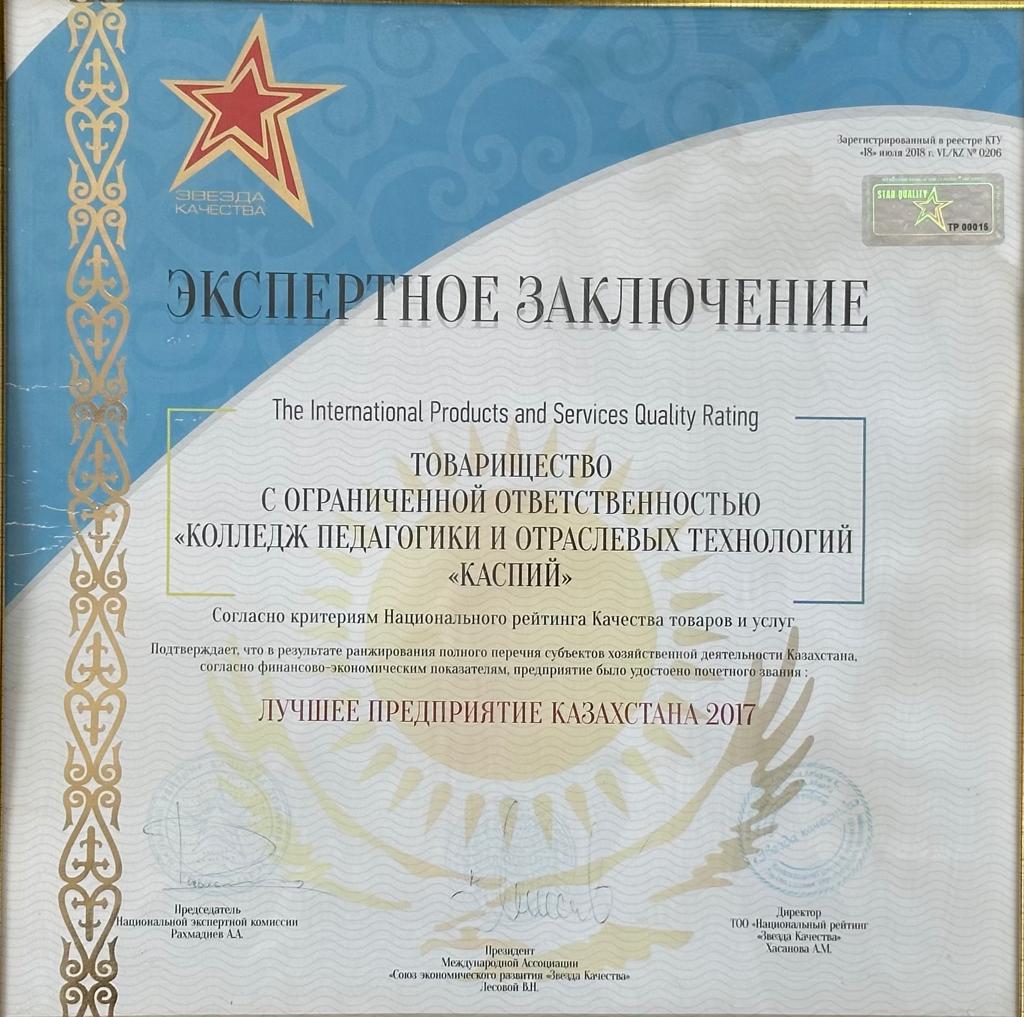 ЗВЕЗДА
КАЧЕСТВА
Зарегистрированный в реестре КТУ
«18» июля 2018 г. VL/KZ № 0206
STAR QUALITY
TP 00015
ЭКСПЕРТНОЕ ЗАКЛЮЧЕНИЕ
The International Products and Services Quality Rating
ТОВАРИЩЕСТВО
С ОГРАНИЧЕННОЙ ОТВЕТСТВЕННОСТЬЮ
«КОЛЛЕДЖ ПЕДАГОГИКИ И ОТРАСЛЕВЫХ ТЕХНОЛОГИЙ
«КАСПИЙ»
Согласно критериям Национального рейтинга Качества товаров и услуг
Подтверждает, что в результате ранжирования полного перечня субъектов хозяйственной деятельности Казахстана,
согласно финансово-экономическим показателям, предприятие было удостоено почетного звания :
ЛУЧШЕЕ ПРЕДПРИЯТИЕ КАЗАХСТАНА 2017
Звезда качества
Председатель
Национальной экспертной комиссии
Рахмадиев А.А.
Президент
Международной Ассоциации
«Союз экономического развития «Звезда Качества»
Лесовой В.Н.
Директор
ТОО «Национальный рейтинг
«Звезда Качества»
Хасанова А.М.